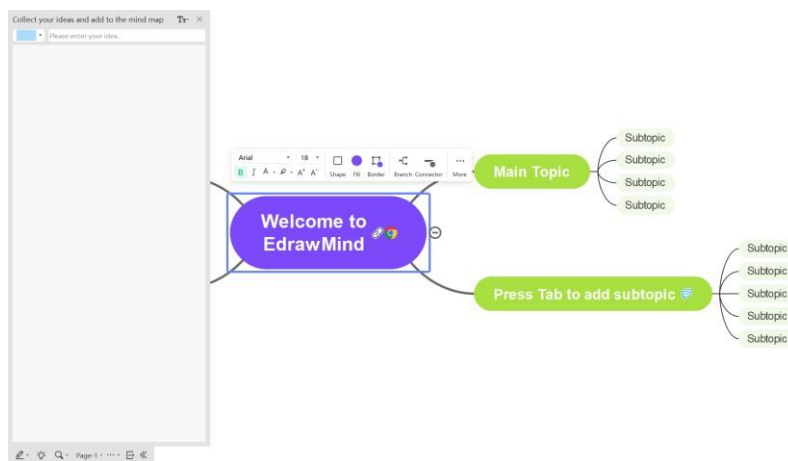 Collect your ideas and add to the mind map
Please enter your idea.
Arial
18
B I A A+ A-
Shape Fill Border Branch Connector More
Welcome to
EdrawMind
Main Topic
Subtopic
Subtopic
Subtopic
Subtopic
Press Tab to add subtopic
Subtopic
Subtopic
Subtopic
Subtopic
Subtopic
Page-1